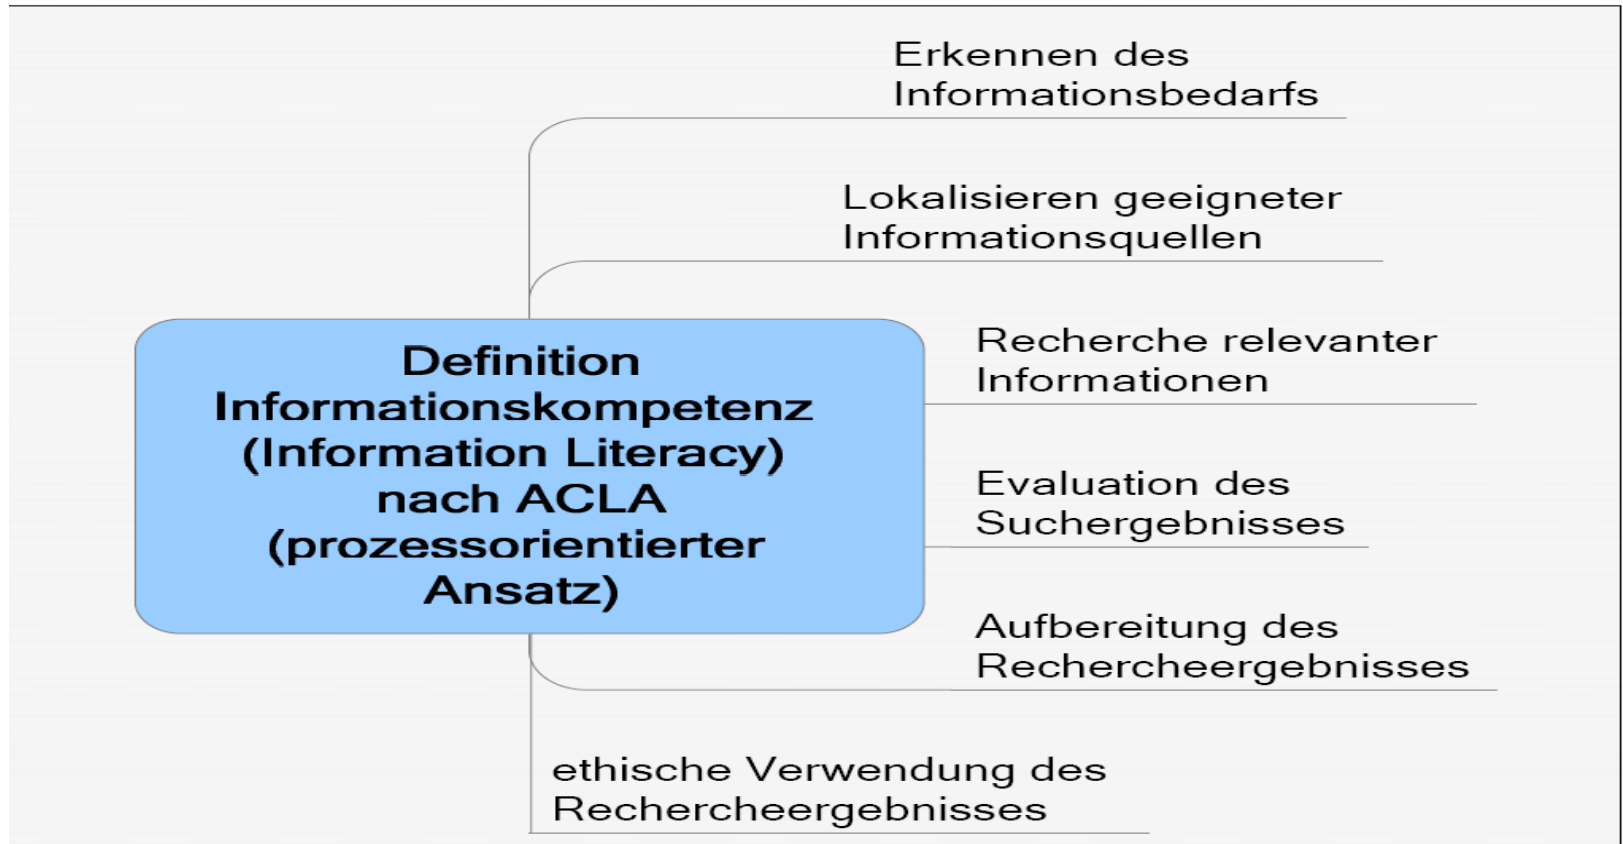 Erkennen des
Informationsbedarfs
Lokalisieren geeigneter
Informationsquellen
Definition
Informationskompetenz
(Information Literacy)
nach ACLA
(prozessorientierter
Ansatz)
Recherche relevanter
Informationen
Evaluation des
Suchergebnisses
Aufbereitung des
Rechercheergebnisses
ethische Verwendung des
Rechercheergebnisses